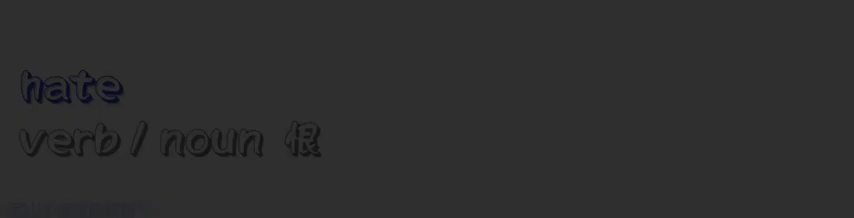 hate
verb / noun 恨